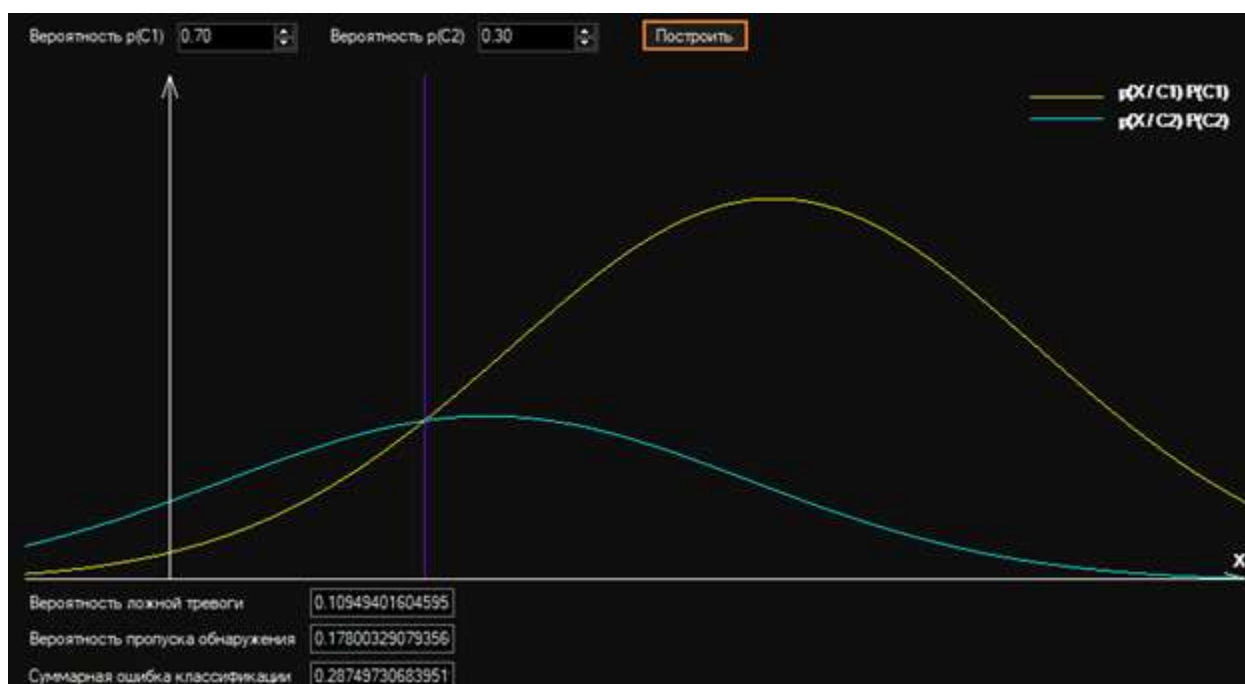 Вероятность p(C1) 0.70 Вероятность p(C2) 0.30 Построить
p(X / C1) P(C1)
p(X / C2) P(C2)
X
Вероятность ложной тревоги 0.10949401604595
Вероятность пропуска обнаружения 0.17800329079356
Суммарная ошибка классификации 0.28749730683951